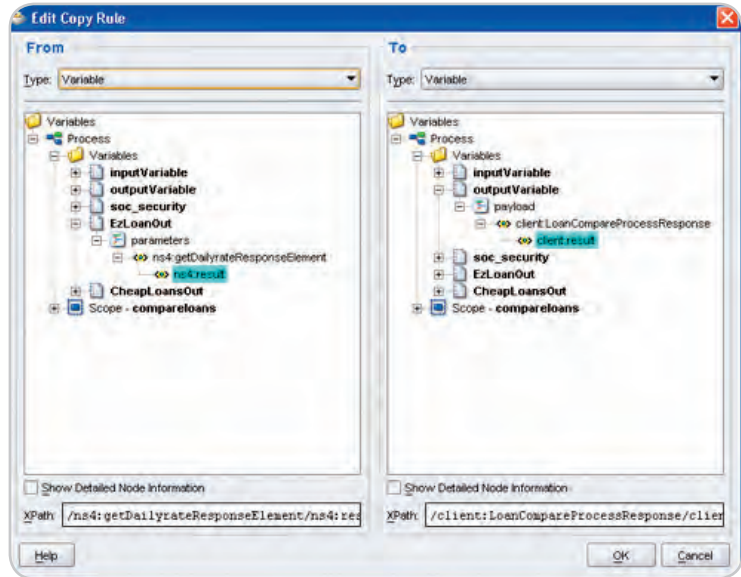 Edit Copy Rule
From
Type: Variable
Variables
Process
Variables
inputVariable
outputVariable
soc_security
EzLoanOut
parameters
ns4:getDailyrateResponseElement
ns4:result
CheapLoansOut
Scope - compareloans
Show Detailed Node Information
XPath: /ns4:getDailyrateResponseElement/ns4:res
To
Type: Variable
Variables
Process
Variables
inputVariable
outputVariable
payload
client:LoanCompareProcessResponse
client:result
soc_security
EzLoanOut
CheapLoansOut
Scope - compareloans
Show Detailed Node Information
XPath: /client:LoanCompareProcessResponse/clier
Help
OK
Cancel